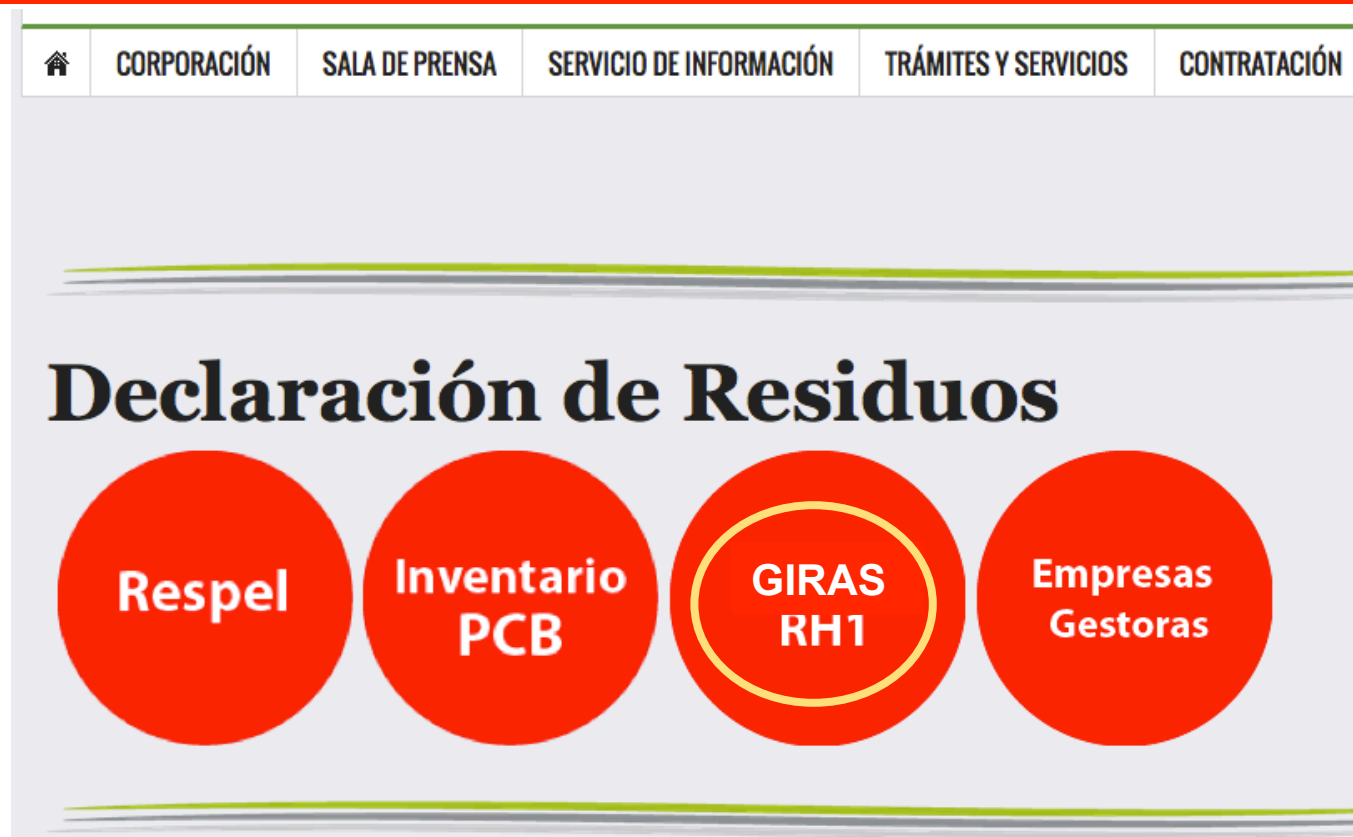 CORPORACIÓN SALA DE PRENSA SERVICIO DE INFORMACIÓN TRÁMITES Y SERVICIOS CONTRATACIÓN
Declaración de Residuos
Respel
Inventario
PCB
GIRAS
RH1
Empresas
Gestoras